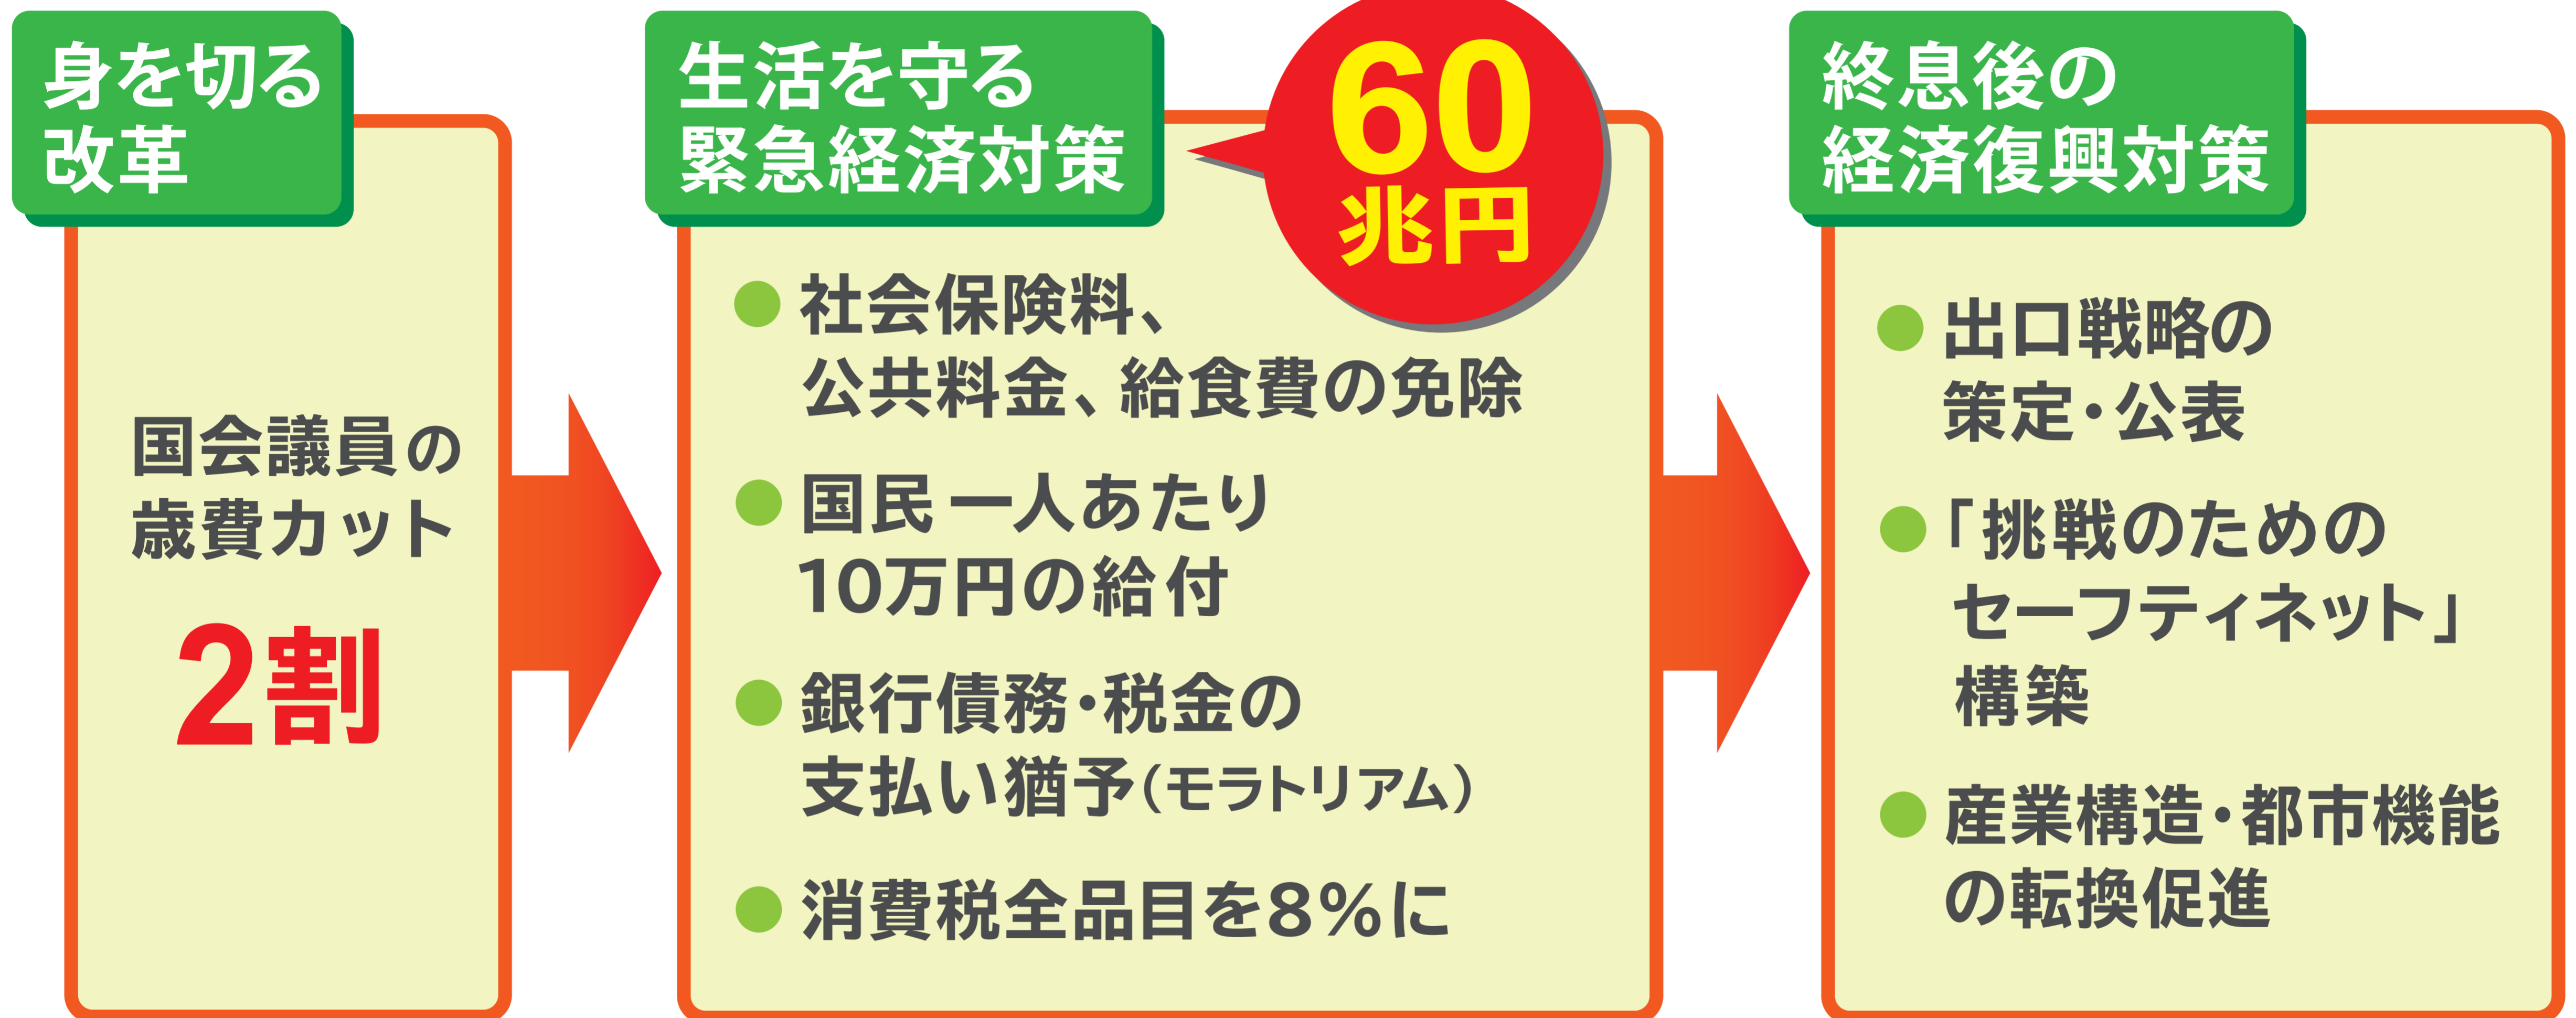 身を切る
改革
国会議員の
歳費カット
2割
生活を守る
緊急経済対策
60
兆円
● 社会保険料、
公共料金、給食費の免除
● 国民一人あたり
10万円の給付
● 銀行債務・税金の
支払い猶予（モラトリアム）
● 消費税全品目を8%に
終息後の
経済復興対策
● 出口戦略の
策定・公表
● 「挑戦のための
セーフティネット」
構築
● 産業構造・都市機能
の転換促進